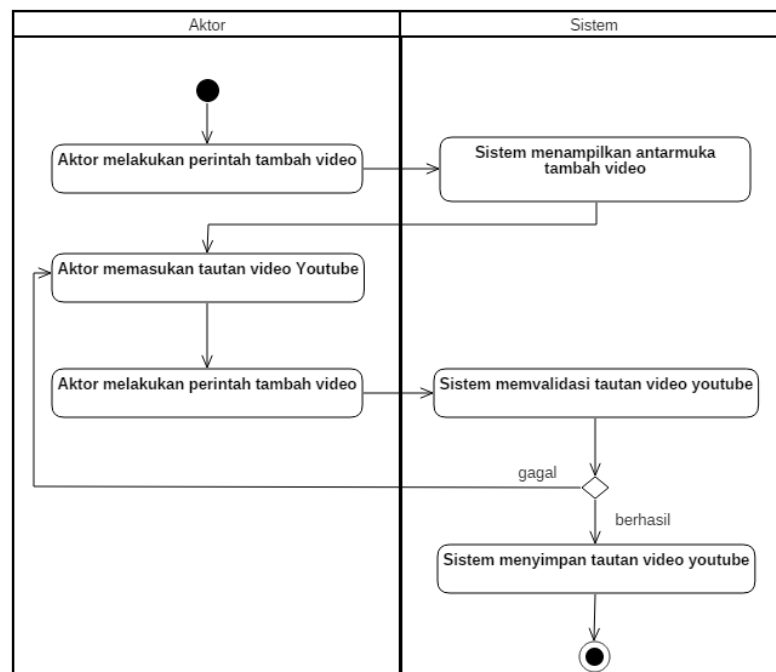 Aktor
Sistem
Aktor melakukan perintah tambah video
Sistem menampilkan antarmuka
tambah video
Aktor memasukan tautan video Youtube
Aktor melakukan perintah tambah video
Sistem memvalidasi tautan video youtube
gagal
berhasil
Sistem menyimpan tautan video youtube